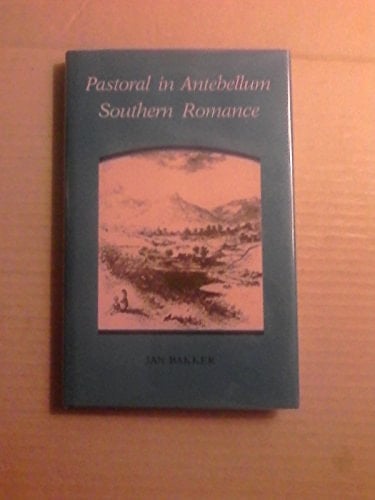 Pastoral in Antebellum
Southern Romance
JAN BAKKER